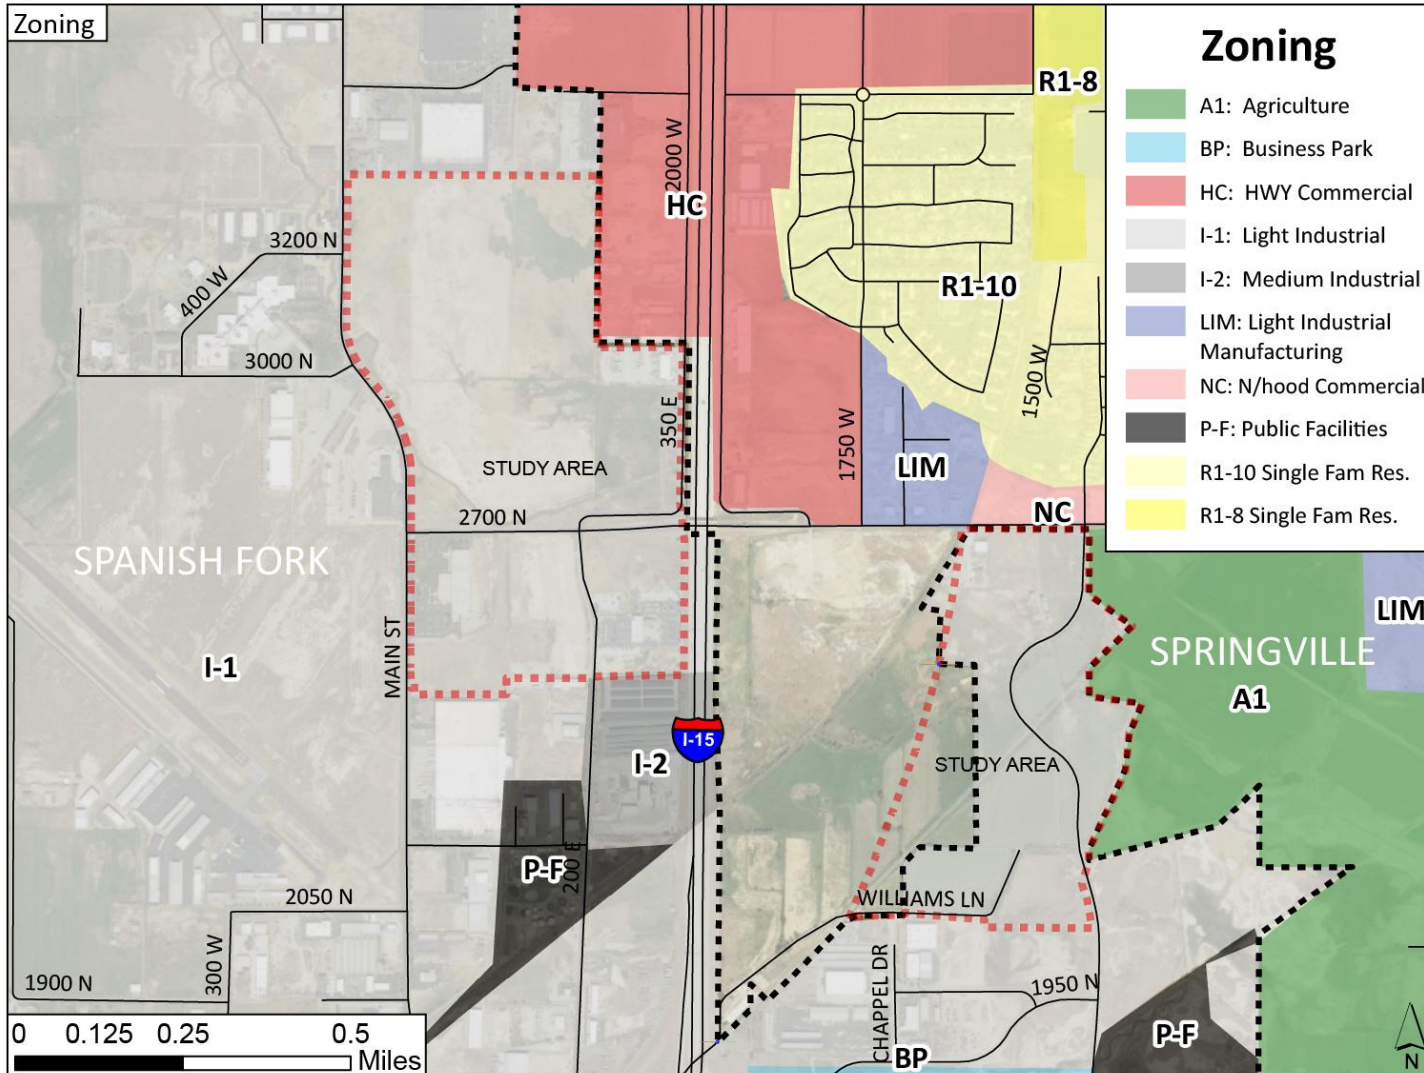 Zoning
Zoning
A1: Agriculture
BP: Business Park
HC: HWY Commercial
I-1: Light Industrial
I-2: Medium Industrial
LIM: Light Industrial
Manufacturing
NC: N/hood Commercial
P-F: Public Facilities
R1-10 Single Fam Res.
R1-8 Single Fam Res.
R1-8
2000 W
HC
3200 N
400 W
R1-10
3000 N
1500 W
350 E
1750 W
STUDY AREA
LIM
2700 N
NC
SPANISH FORK
LIM
MAIN ST
SPRINGVILLE
I-1
A1
I-15
I-2
STUDY AREA
P-F
200 E
2050 N
WILLIAMS LN
300 W
1900 N
CHAPPEL DR
1950 N
P-F
BP
0 0.125 0.25 0.5
Miles
N